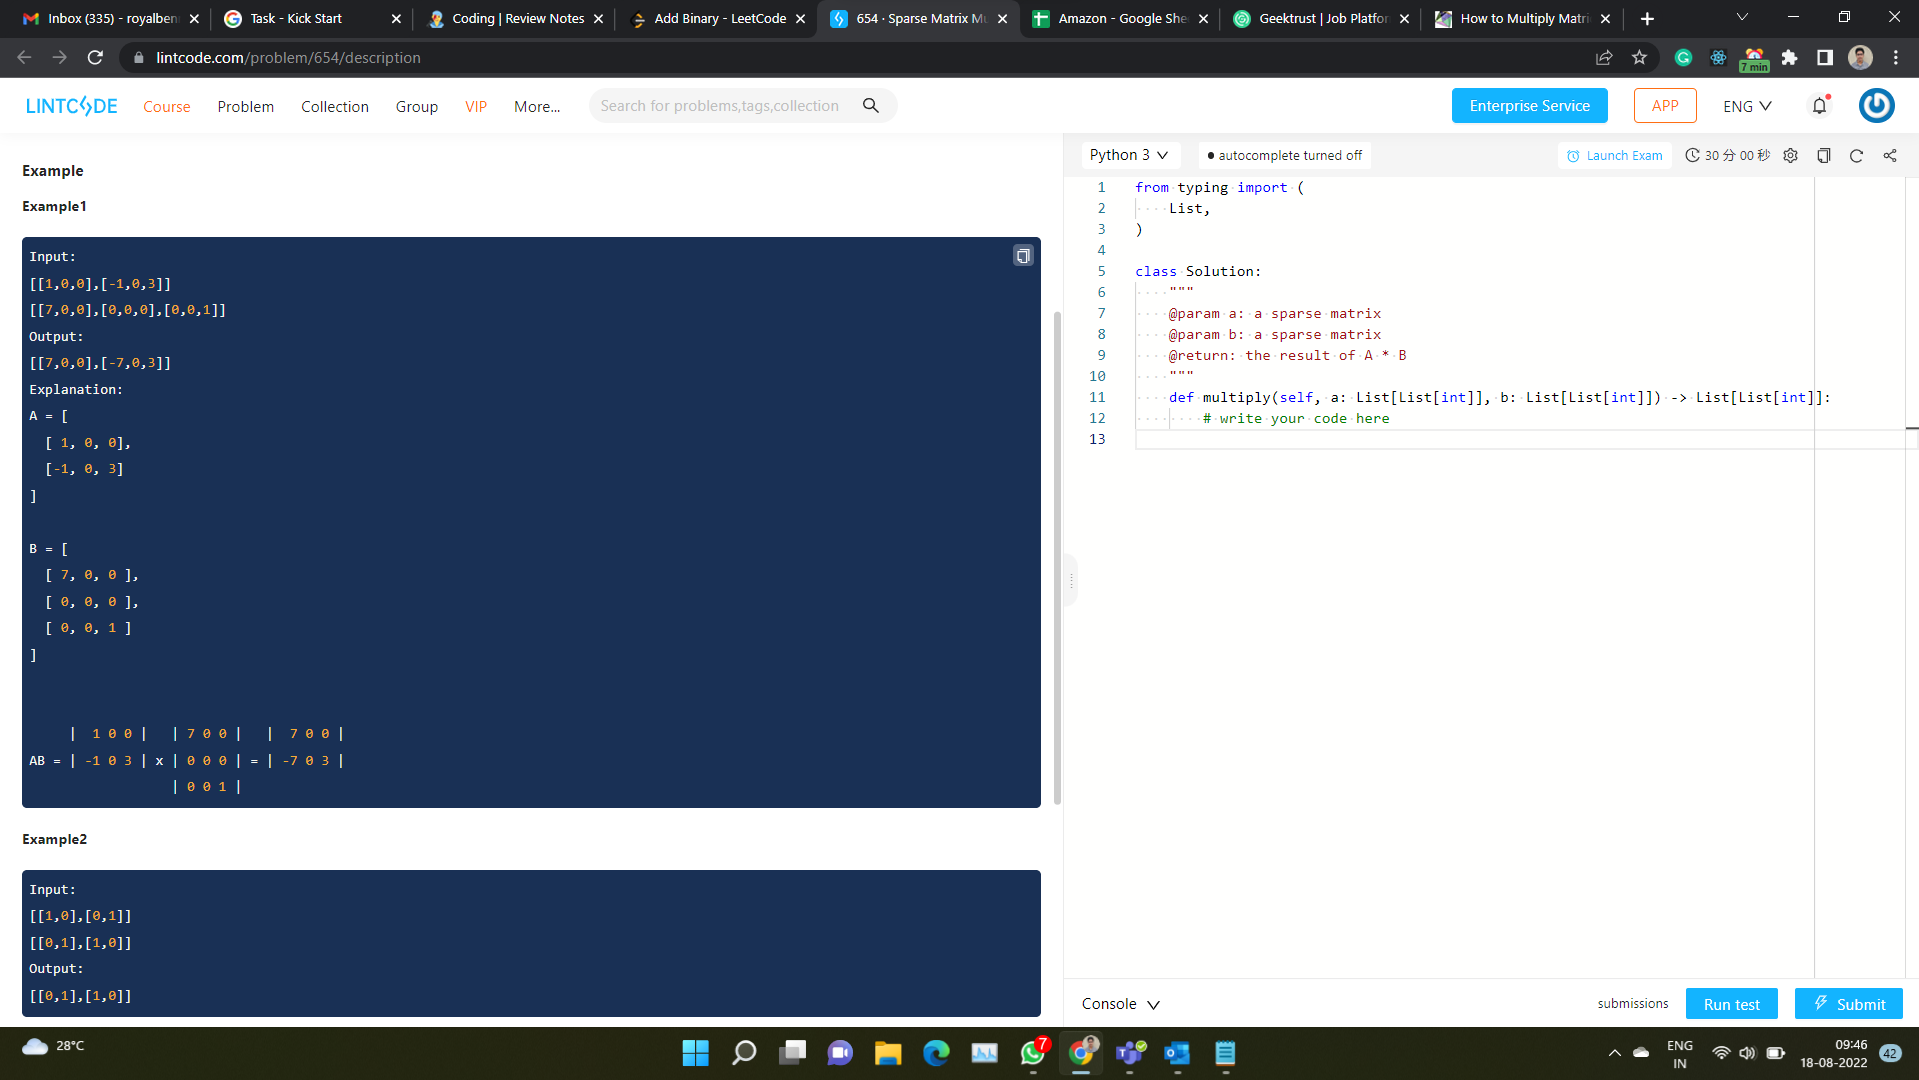 Inbox (335) - royalben
Task - Kick Start
Coding | Review Notes
Add Binary - LeetCode
654 · Sparse Matrix Mu
Amazon - Google She
Geektrust | Job Platfor
How to Multiply Matri
lintcode.com/problem/654/description
7 min
LINTCODE
Course
Problem
Collection
Group
VIP
More...
Search for problems,tags,collection
Enterprise Service
APP
ENG
Example
Example1
Input:
[[1,0,0],[-1,0,3]]
[[7,0,0],[0,0,0],[0,0,1]]
Output:
[[7,0,0],[-7,0,3]]
Explanation:
A = [
  [ 1, 0, 0],
  [-1, 0, 3]
]
B = [
  [ 7, 0, 0 ],
  [ 0, 0, 0 ],
  [ 0, 0, 1 ]
]
     |  1 0 0 |   | 7 0 0 |   |  7 0 0 |
AB = | -1 0 3 | x | 0 0 0 | = | -7 0 3 |
                  | 0 0 1 |
Example2
Input:
[[1,0],[0,1]]
[[0,1],[1,0]]
Output:
[[0,1],[1,0]]
Python 3
● autocomplete turned off
Launch Exam
30 分 00 秒
1 from typing import (
2     List,
3 )
4
5 class Solution:
6     """
7     @param a: a sparse matrix
8     @param b: a sparse matrix
9     @return: the result of A * B
10     """
11     def multiply(self, a: List[List[int]], b: List[List[int]]) -> List[List[int]]:
12         # write your code here
13
Console
submissions
Run test
Submit
28°C
7
ENG
IN
09:46
18-08-2022
42